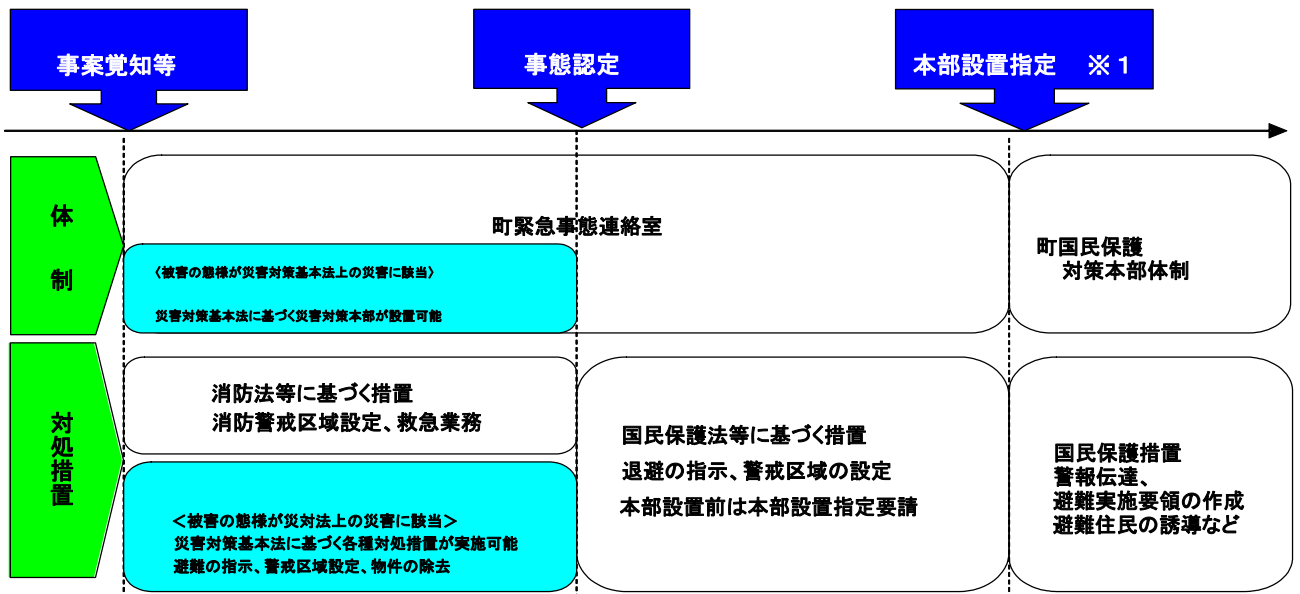 事案覚知等
事態認定
本部設置指定　※１
体
制
町緊急事態連絡室
〈被害の態様が災害対策基本法上の災害に該当〉
災害対策基本法に基づく災害対策本部が設置可能
町国民保護
対策本部体制
対処措置
消防法等に基づく措置
消防警戒区域設定、救急業務
＜被害の態様が災対法上の災害に該当＞
災害対策基本法に基づく各種対処措置が実施可能
避難の指示、警戒区域設定、物件の除去
国民保護法等に基づく措置
退避の指示、警戒区域の設定
本部設置前は本部設置指定要請
国民保護措置
警報伝達、
避難実施要領の作成
避難住民の誘導など